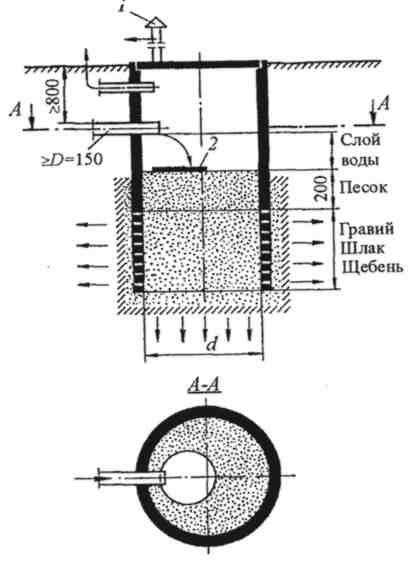 i
A
A
≥800
2
≥D=150
Слой
воды
200
Песок
Гравий
Шлак
Щебень
d
A-A